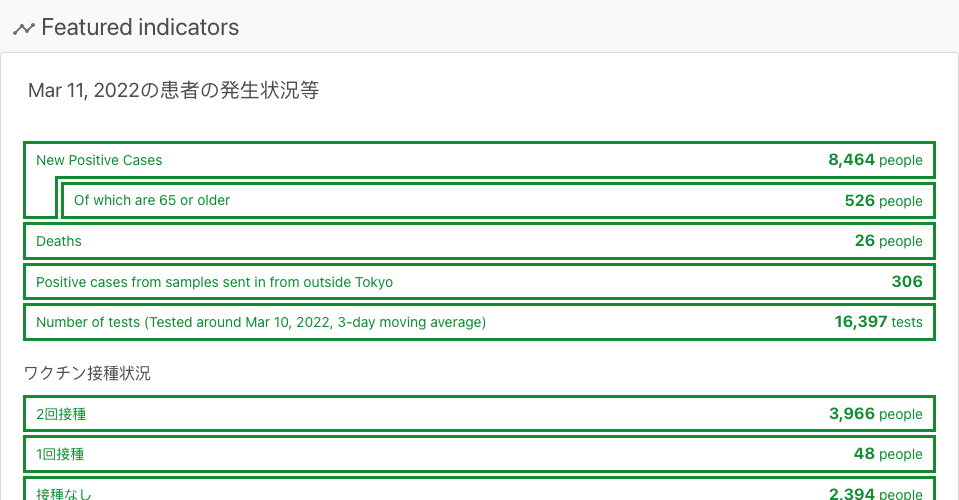 Featured indicators
Mar 11, 2022の患者の発生状況等
New Positive Cases 8,464 people
Of which are 65 or older 526 people
Deaths 26 people
Positive cases from samples sent in from outside Tokyo 306
Number of tests (Tested around Mar 10, 2022, 3-day moving average) 16,397 tests
ワクチン接種状況
2回接種 3,966 people
1回接種 48 people
接種なし 2,394 people